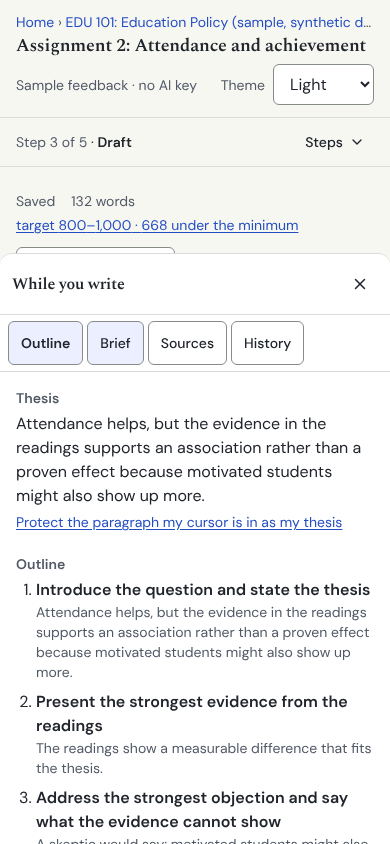 Home › EDU 101: Education Policy (sample, synthetic d...
Assignment 2: Attendance and achievement
Sample feedback · no AI key Theme Light
Step 3 of 5 · Draft Steps
Saved 132 words
target 800–1,000 · 668 under the minimum
While you write
Outline Brief Sources History
Thesis
Attendance helps, but the evidence in the
readings supports an association rather than a
proven effect because motivated students
might also show up more.
Protect the paragraph my cursor is in as my thesis
Outline
1. Introduce the question and state the thesis
Attendance helps, but the evidence in the readings
supports an association rather than a proven effect
because motivated students might also show up
more.
2. Present the strongest evidence from the
readings
The readings show a measurable difference that fits
the thesis.
3. Address the strongest objection and say
what the evidence cannot show
A skeptic would say: motivated students might also